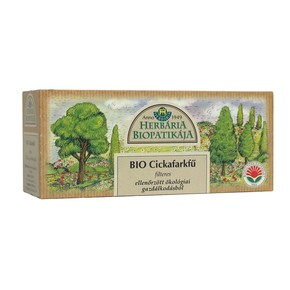 Anno 1949
HERBÁRIA
BIOPATIKÁJA
BIO Cickafarkfű
filteres
ellenőrzött ökológiai
gazdálkodásból